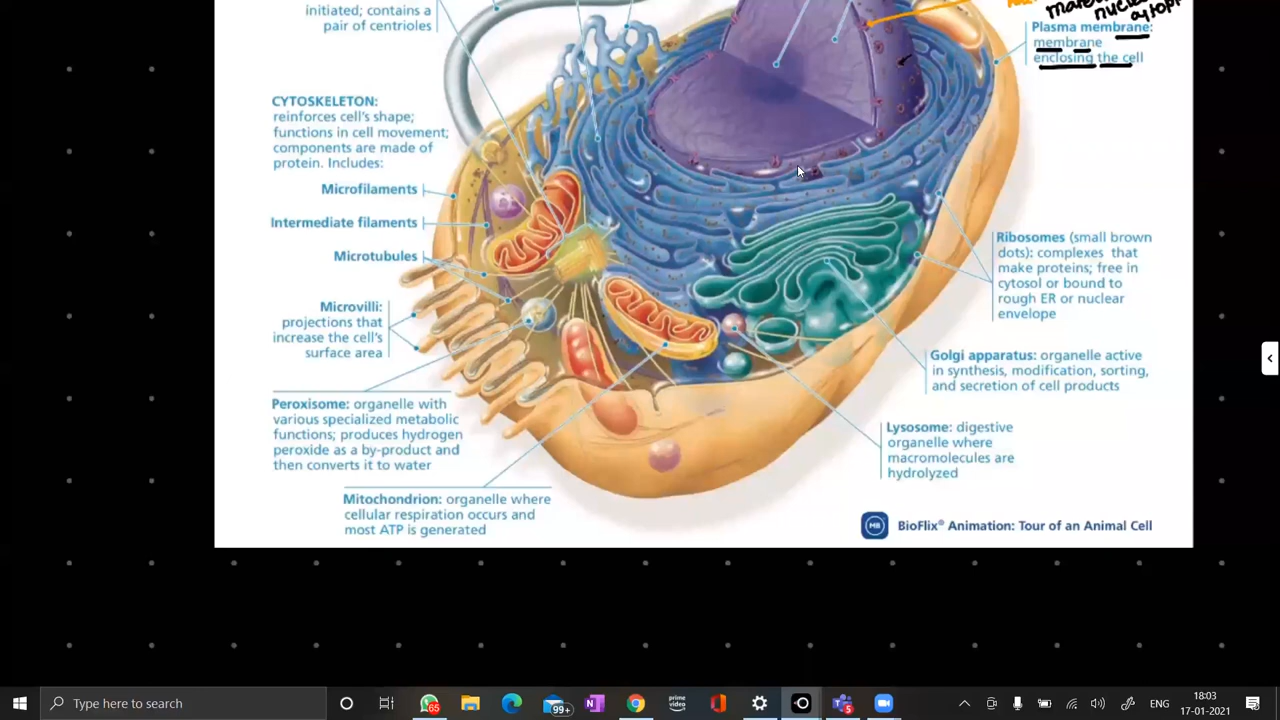 initiated; contains a
pair of centrioles
CYTOSKELETON:
reinforces cell's shape;
functions in cell movement;
components are made of
protein. Includes:
Microfilaments
Intermediate filaments
Microtubules
Microvilli:
projections that
increase the cell's
surface area
Peroxisome: organelle with
various specialized metabolic
functions; produces hydrogen
peroxide as a by-product and
then converts it to water
Mitochondrion: organelle where
cellular respiration occurs and
most ATP is generated
Plasma membrane:
membrane
enclosing the cell
Ribosomes (small brown
dots): complexes that
make proteins; free in
cytosol or bound to
rough ER or nuclear
envelope
Golgi apparatus: organelle active
in synthesis, modification, sorting,
and secretion of cell products
Lysosome: digestive
organelle where
macromolecules are
hydrolyzed
MB
BioFlix® Animation: Tour of an Animal Cell
Type here to search
65
99+
prime
video
5
ENG
18:03
17-01-2021